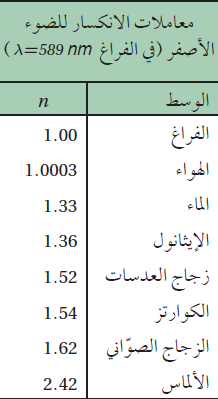 معاملات الانكسار للضوء
الأصفر (في الفراغ λ=589 nm)
الوسط n
الفراغ 1.00
الهواء 1.0003
الماء 1.33
الإيثانول 1.36
زجاج العدسات 1.52
الكوارتز 1.54
الزجاج الصوّاني 1.62
الألماس 2.42